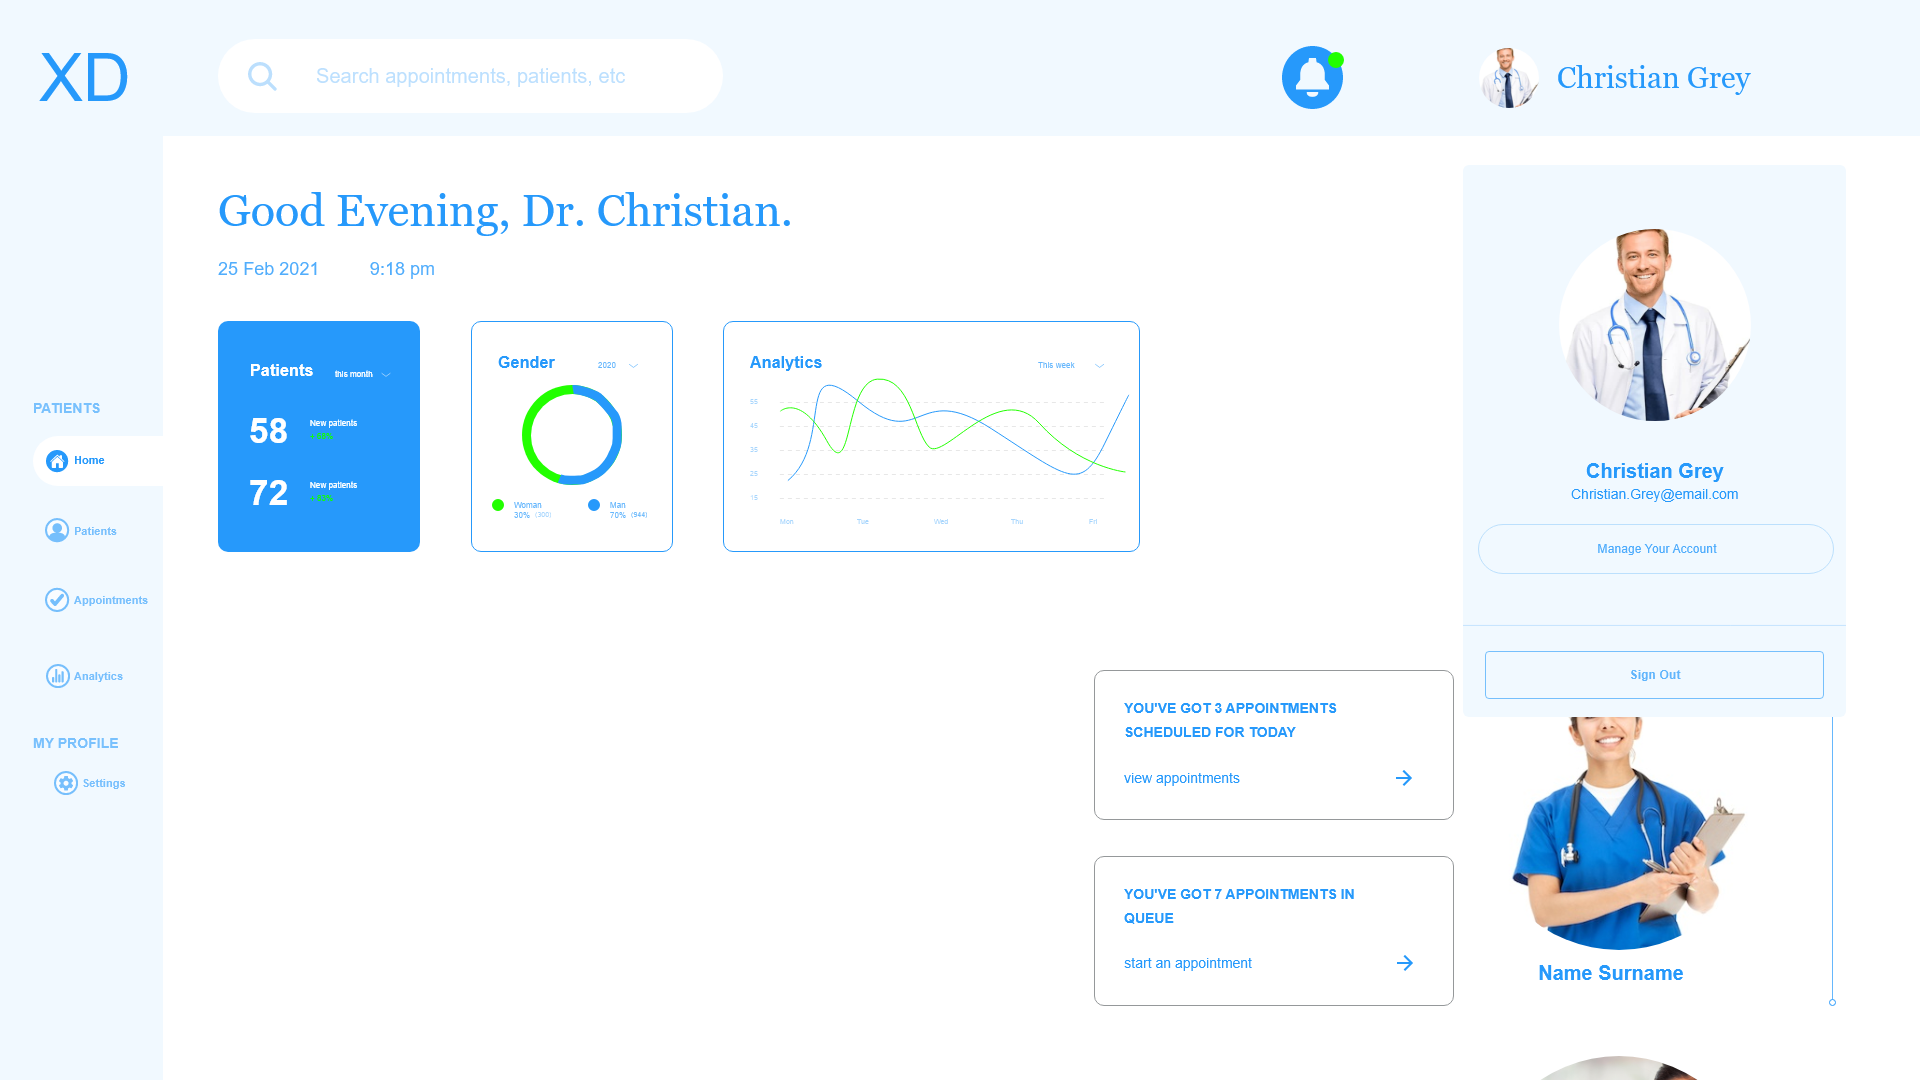 XD
Search appointments, patients, etc
Christian Grey
Good Evening, Dr. Christian.
25 Feb 2021 9:18 pm
PATIENTS
Home
Patients
Appointments
Analytics
MY PROFILE
Settings
Patients this month
58 New patients
72 New patients
Gender 2020
Woman
30% (300)
Man
70% (944)
Analytics This week
55
45
35
25
15
Mon Tue Wed Thu Fri
Christian Grey
Christian.Grey@email.com
Manage Your Account
Sign Out
YOU'VE GOT 3 APPOINTMENTS
SCHEDULED FOR TODAY
view appointments
YOU'VE GOT 7 APPOINTMENTS IN
QUEUE
start an appointment
Name Surname